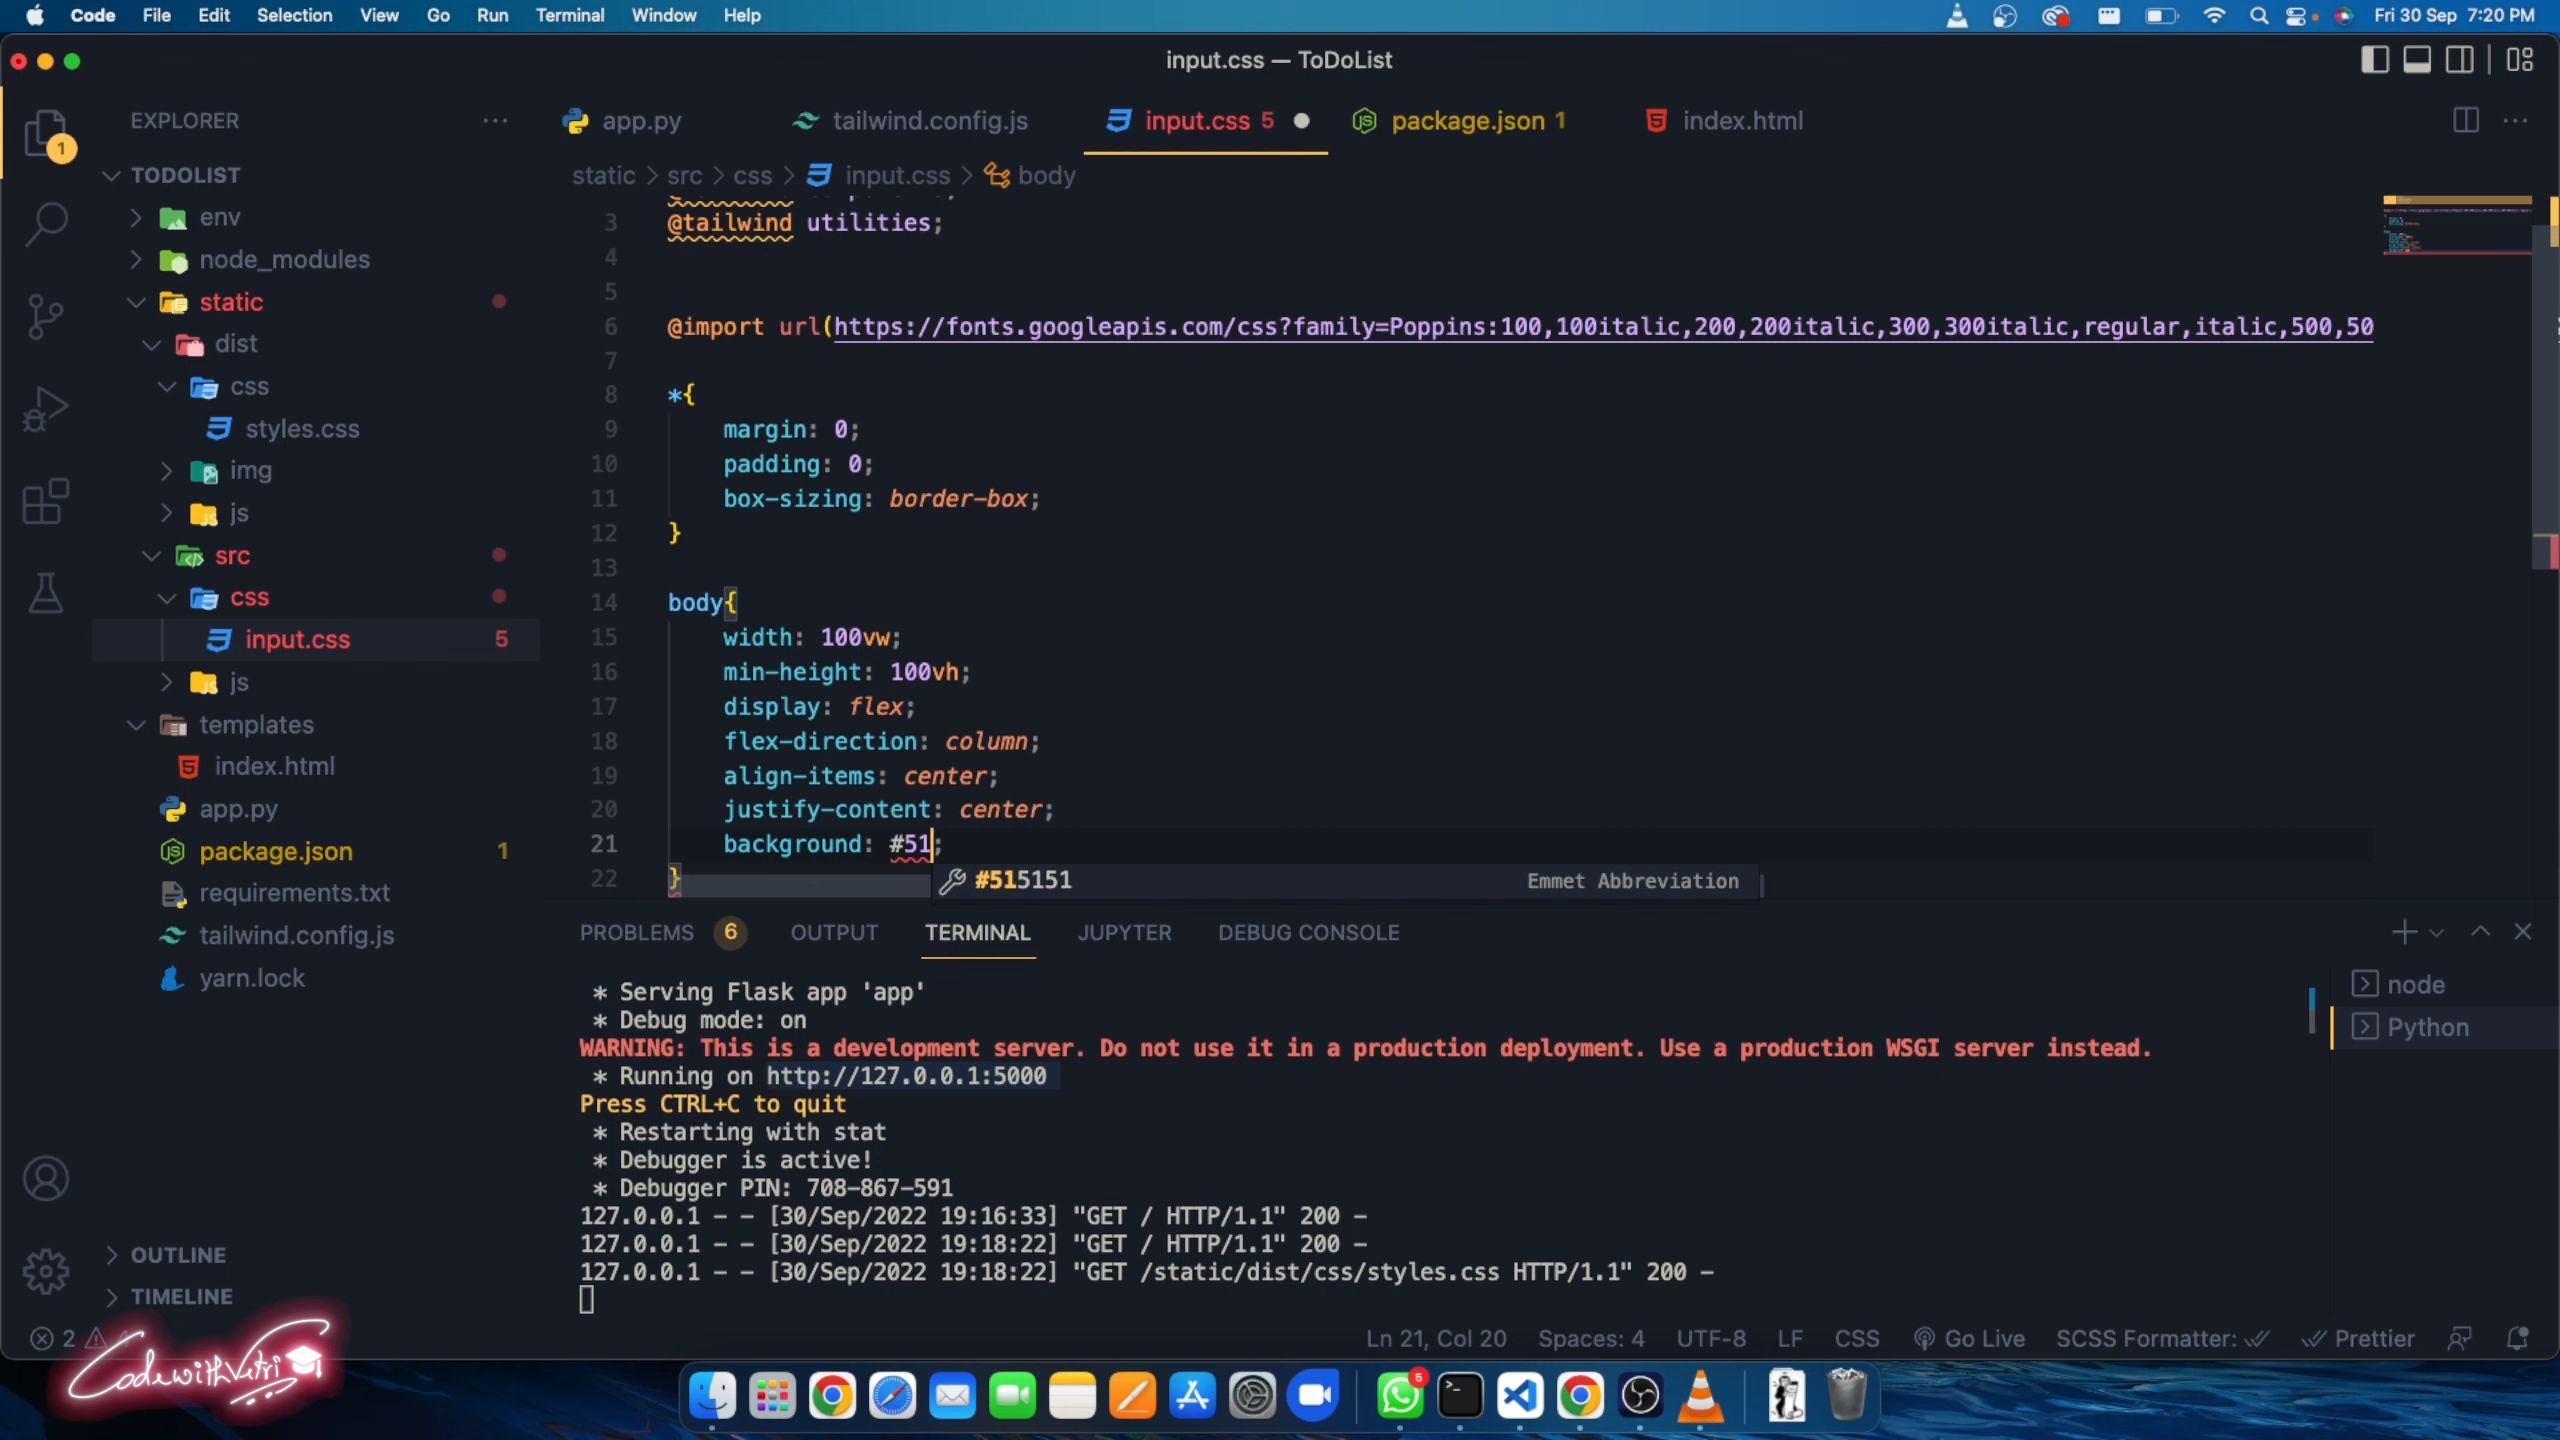 Code File Edit Selection View Go Run Terminal Window Help
5 Fri 30 Sep 7:20 PM
input.css — ToDoList
EXPLORER
1
TODOLIST
env
node_modules
static
dist
css
styles.css
img
js
src
css
input.css 5
js
templates
index.html
app.py
package.json 1
requirements.txt
tailwind.config.js
yarn.lock
OUTLINE
TIMELINE
app.py tailwind.config.js input.css 5 package.json 1 index.html
static > src > css > input.css > body
3 @tailwind utilities;
4
5
6 @import url(https://fonts.googleapis.com/css?family=Poppins:100,100italic,200,200italic,300,300italic,regular,italic,500,50
7
8 *{
9 margin: 0;
10 padding: 0;
11 box-sizing: border-box;
12 }
13
14 body{
15 width: 100vw;
16 min-height: 100vh;
17 display: flex;
18 flex-direction: column;
19 align-items: center;
20 justify-content: center;
21 background: #51;
22 }
#515151 Emmet Abbreviation
PROBLEMS 6 OUTPUT TERMINAL JUPYTER DEBUG CONSOLE
* Serving Flask app 'app'
* Debug mode: on
WARNING: This is a development server. Do not use it in a production deployment. Use a production WSGI server instead.
* Running on http://127.0.0.1:5000
Press CTRL+C to quit
* Restarting with stat
* Debugger is active!
* Debugger PIN: 708-867-591
127.0.0.1 - - [30/Sep/2022 19:16:33] "GET / HTTP/1.1" 200 -
127.0.0.1 - - [30/Sep/2022 19:18:22] "GET / HTTP/1.1" 200 -
127.0.0.1 - - [30/Sep/2022 19:18:22] "GET /static/dist/css/styles.css HTTP/1.1" 200 -
node
Python
2
Ln 21, Col 20 Spaces: 4 UTF-8 LF CSS Go Live SCSS Formatter: Prettier
CodewithVetri
5